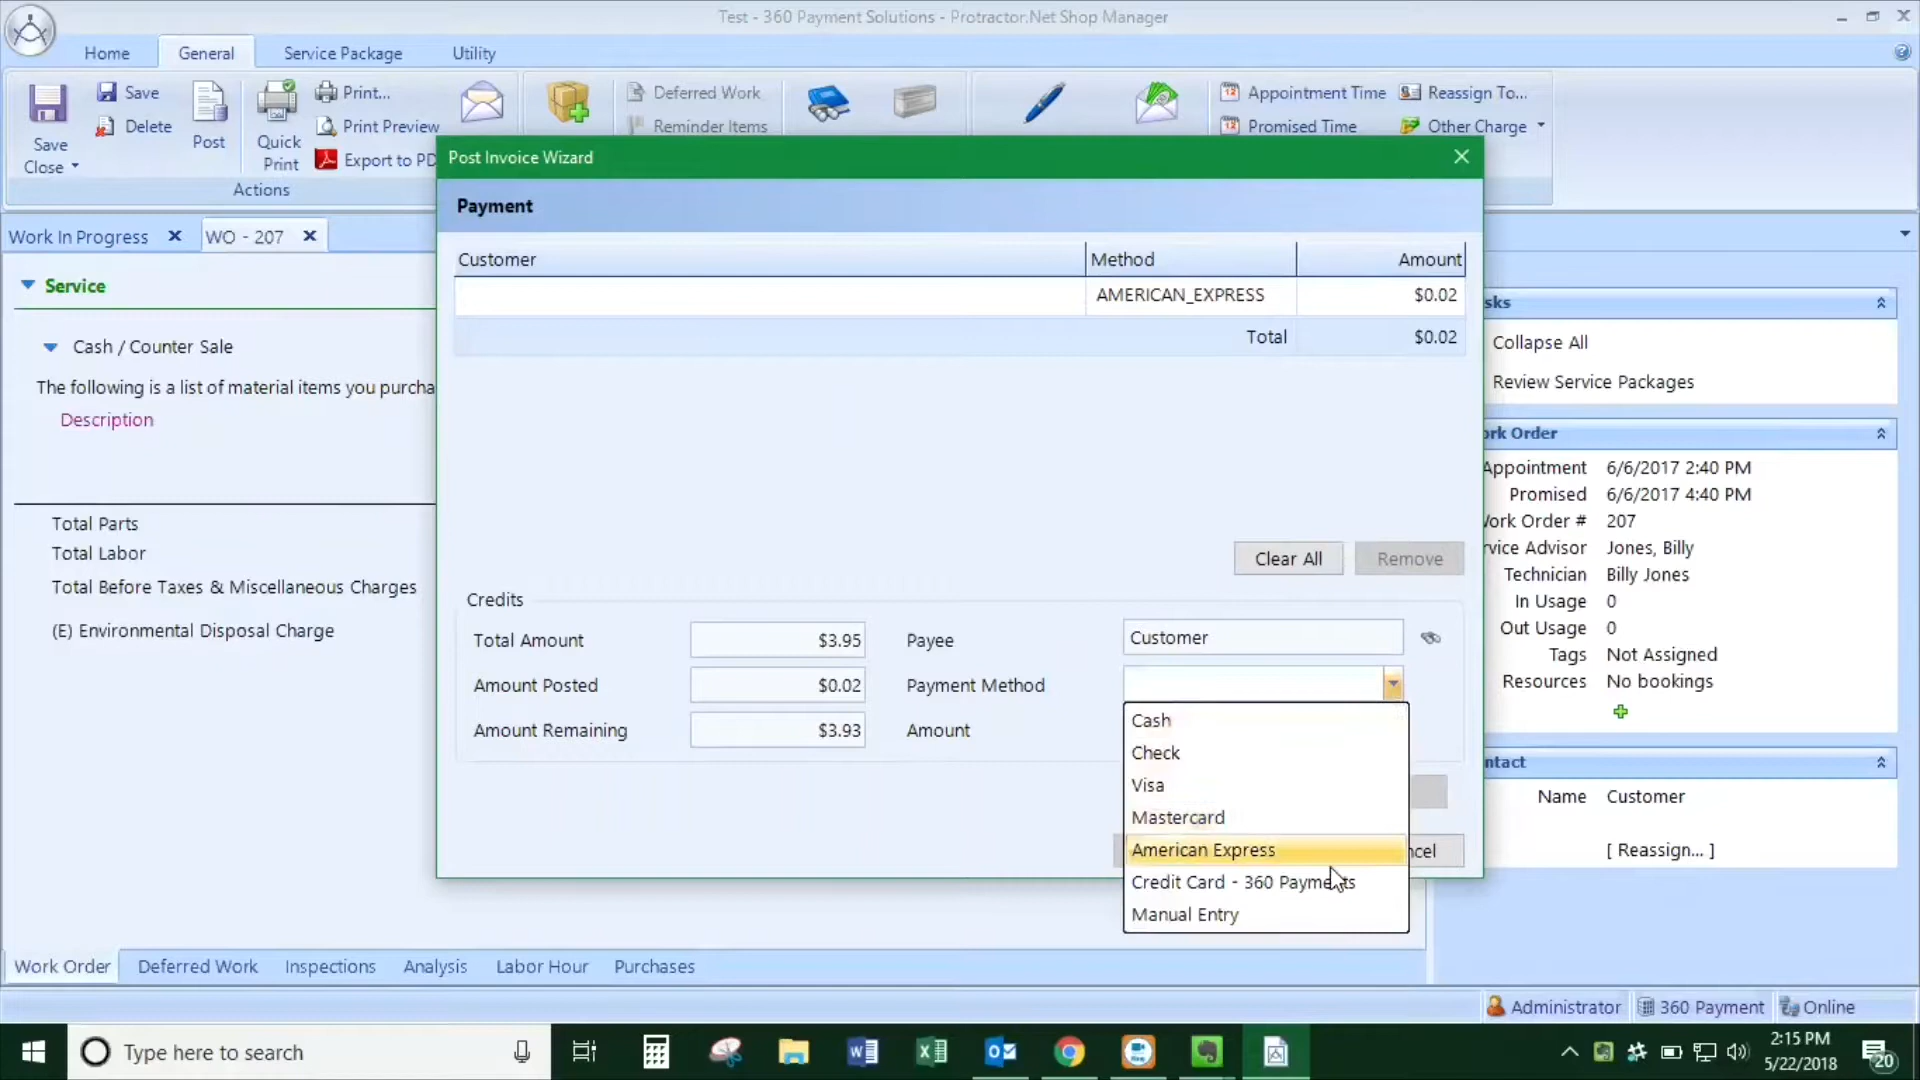 Test - 360 Payment Solutions - Protractor.Net Shop Manager
Home General Service Package Utility
Save Close
Save
Delete
Post
Quick Print
Print...
Print Preview
Export to PD
Actions
Deferred Work
Reminder Items
Appointment Time
Promised Time
Reassign To...
Other Charge
Work In Progress WO - 207
Service
Cash / Counter Sale
The following is a list of material items you purcha
Description
Total Parts
Total Labor
Total Before Taxes & Miscellaneous Charges
(E) Environmental Disposal Charge
Post Invoice Wizard
Payment
Customer Method Amount
AMERICAN_EXPRESS $0.02
Total $0.02
Clear All Remove
Credits
Total Amount $3.95 Payee Customer
Amount Posted $0.02 Payment Method
Amount Remaining $3.93 Amount
Cash
Check
Visa
Mastercard
American Express
Credit Card - 360 Payments
Manual Entry
ncel
sks
Collapse All
Review Service Packages
ork Order
Appointment 6/6/2017 2:40 PM
Promised 6/6/2017 4:40 PM
Work Order # 207
rvice Advisor Jones, Billy
Technician Billy Jones
In Usage 0
Out Usage 0
Tags Not Assigned
Resources No bookings
ntact
Name Customer
[ Reassign... ]
Work Order Deferred Work Inspections Analysis Labor Hour Purchases
Administrator 360 Payment Online
Type here to search
2:15 PM
5/22/2018
20